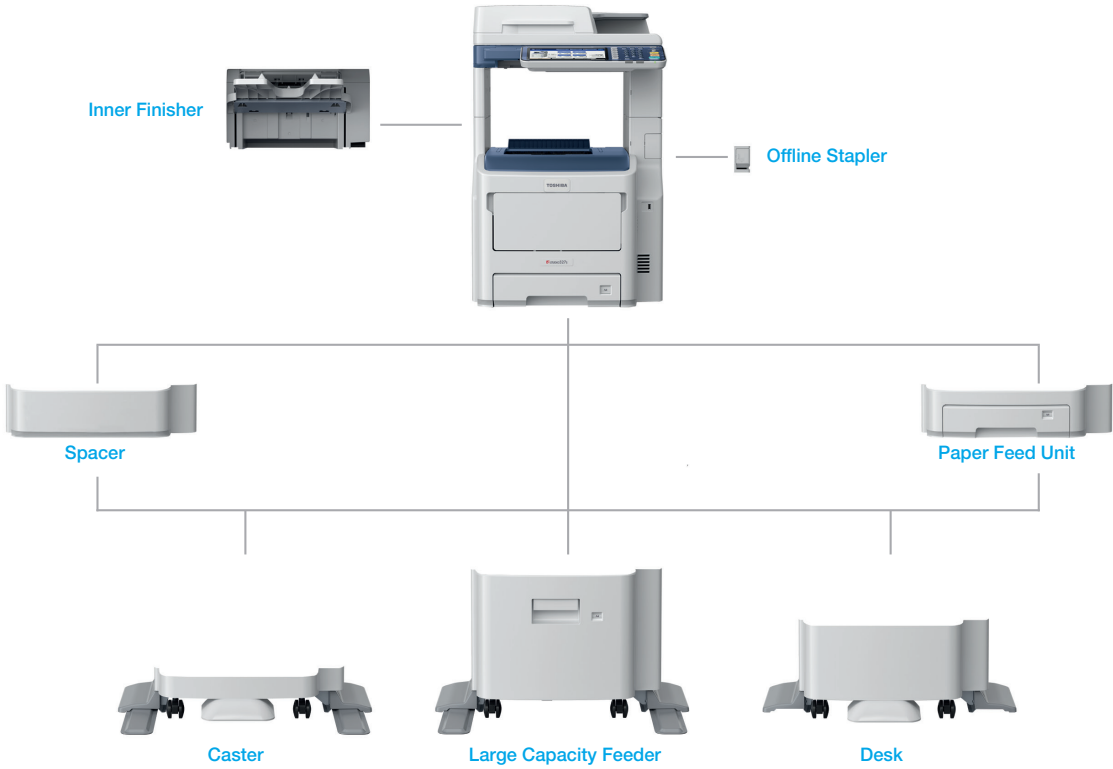 Inner Finisher
Offline Stapler
TOSHIBA
Spacer
Paper Feed Unit
Caster
Large Capacity Feeder
Desk